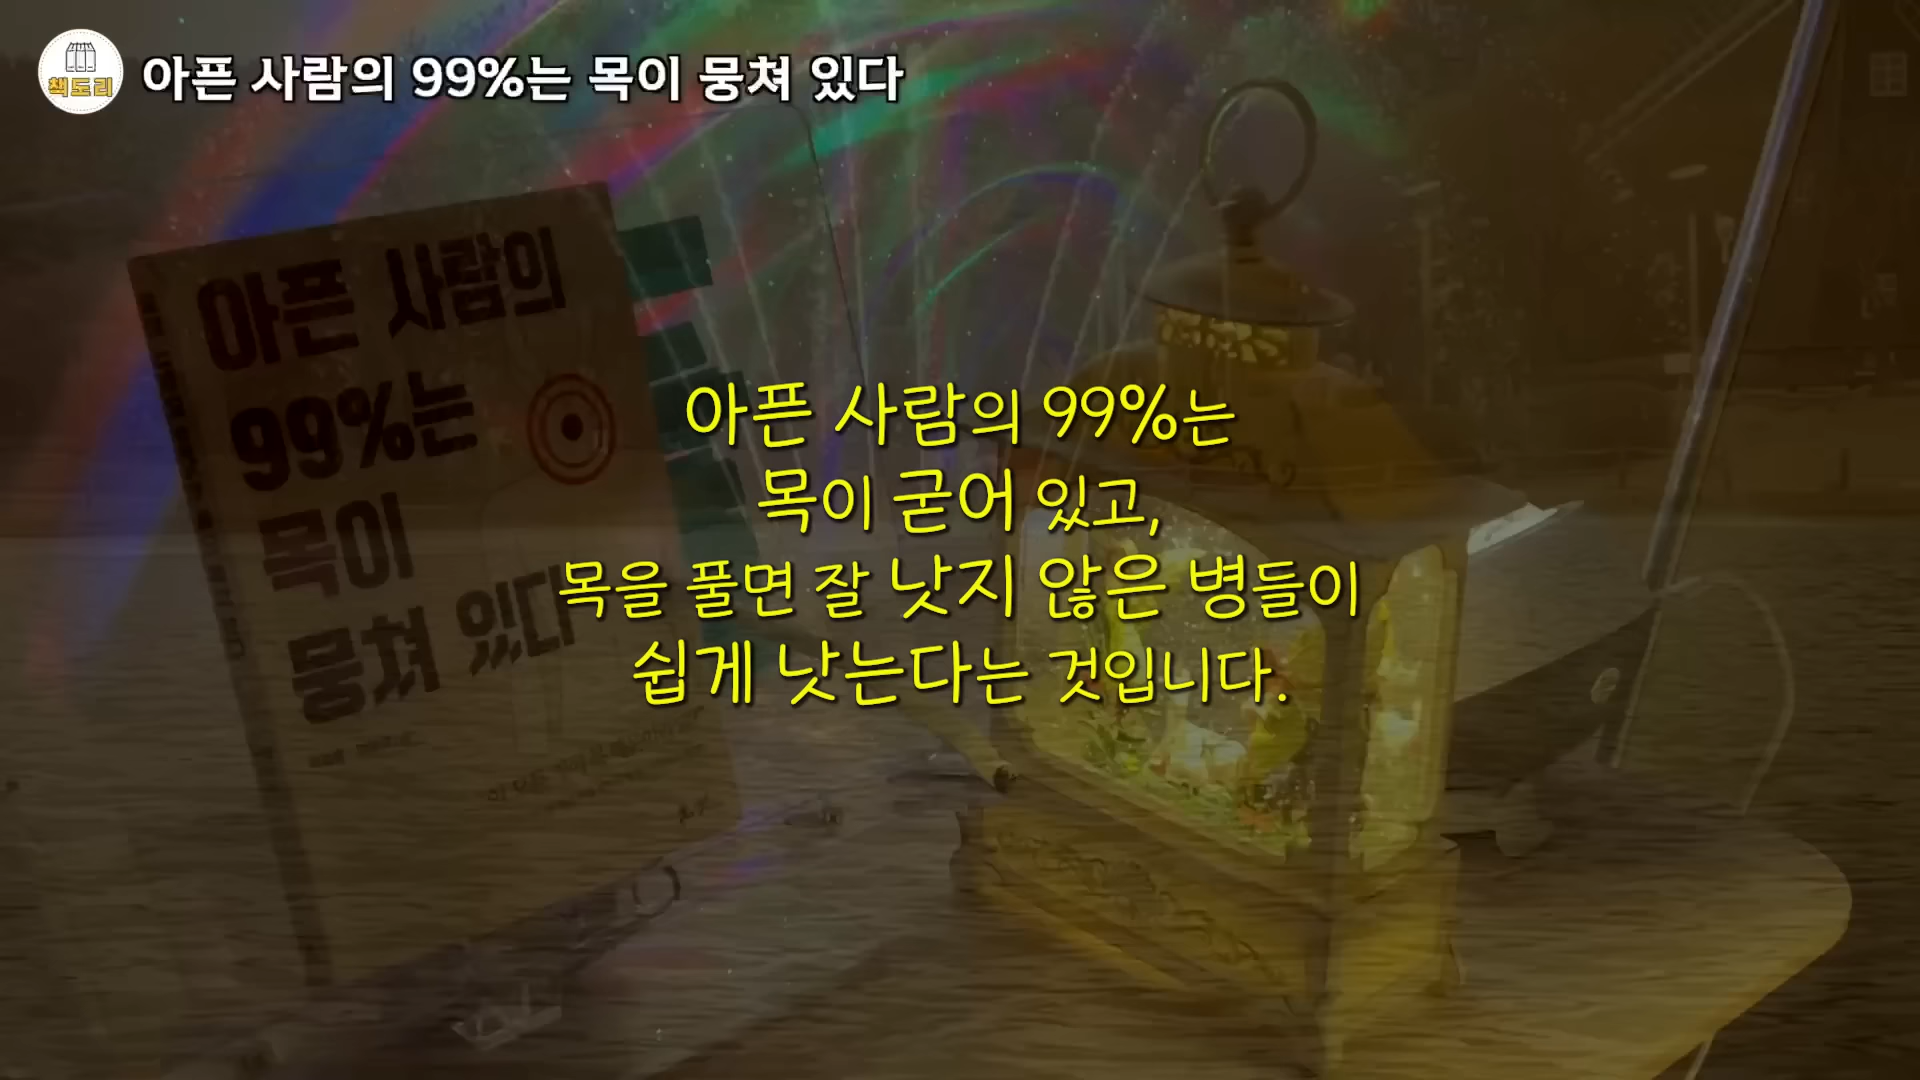 책도리
아픈 사람의 99%는 목이 뭉쳐 있다
아픈 사람의
99%는
목이
뭉쳐 있다
아픈 사람의 99%는
목이 굳어 있고,
목을 풀면 잘 낫지 않은 병들이
쉽게 낫는다는 것입니다.